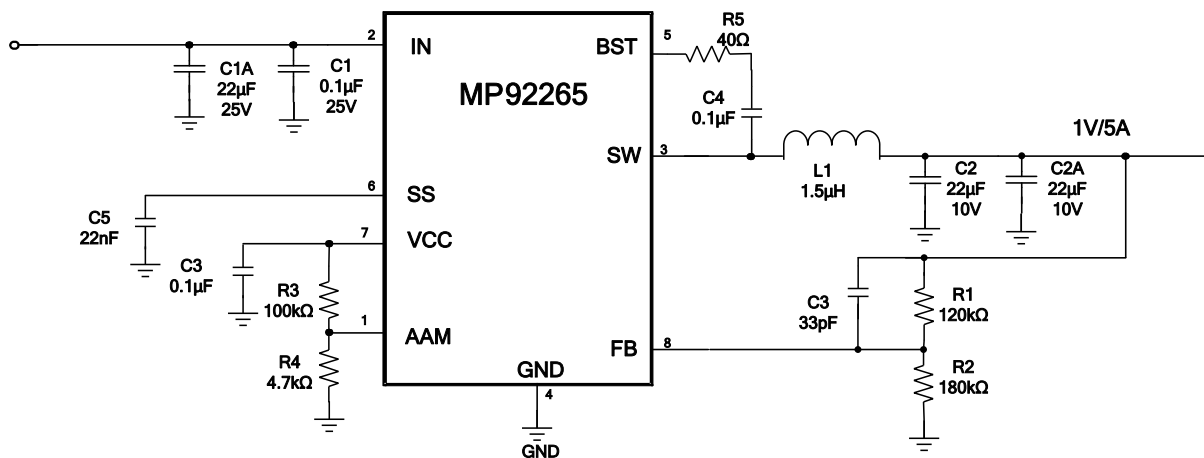 MP92265
2
IN
C1A
22µF
25V
C1
0.1µF
25V
5
BST
R5
40Ω
C4
0.1µF
3
SW
L1
1.5µH
1V/5A
C2
22µF
10V
C2A
22µF
10V
6
SS
C5
22nF
7
VCC
C3
0.1µF
R3
100kΩ
1
AAM
R4
4.7kΩ
C3
33pF
R1
120kΩ
8
FB
R2
180kΩ
GND
4
GND